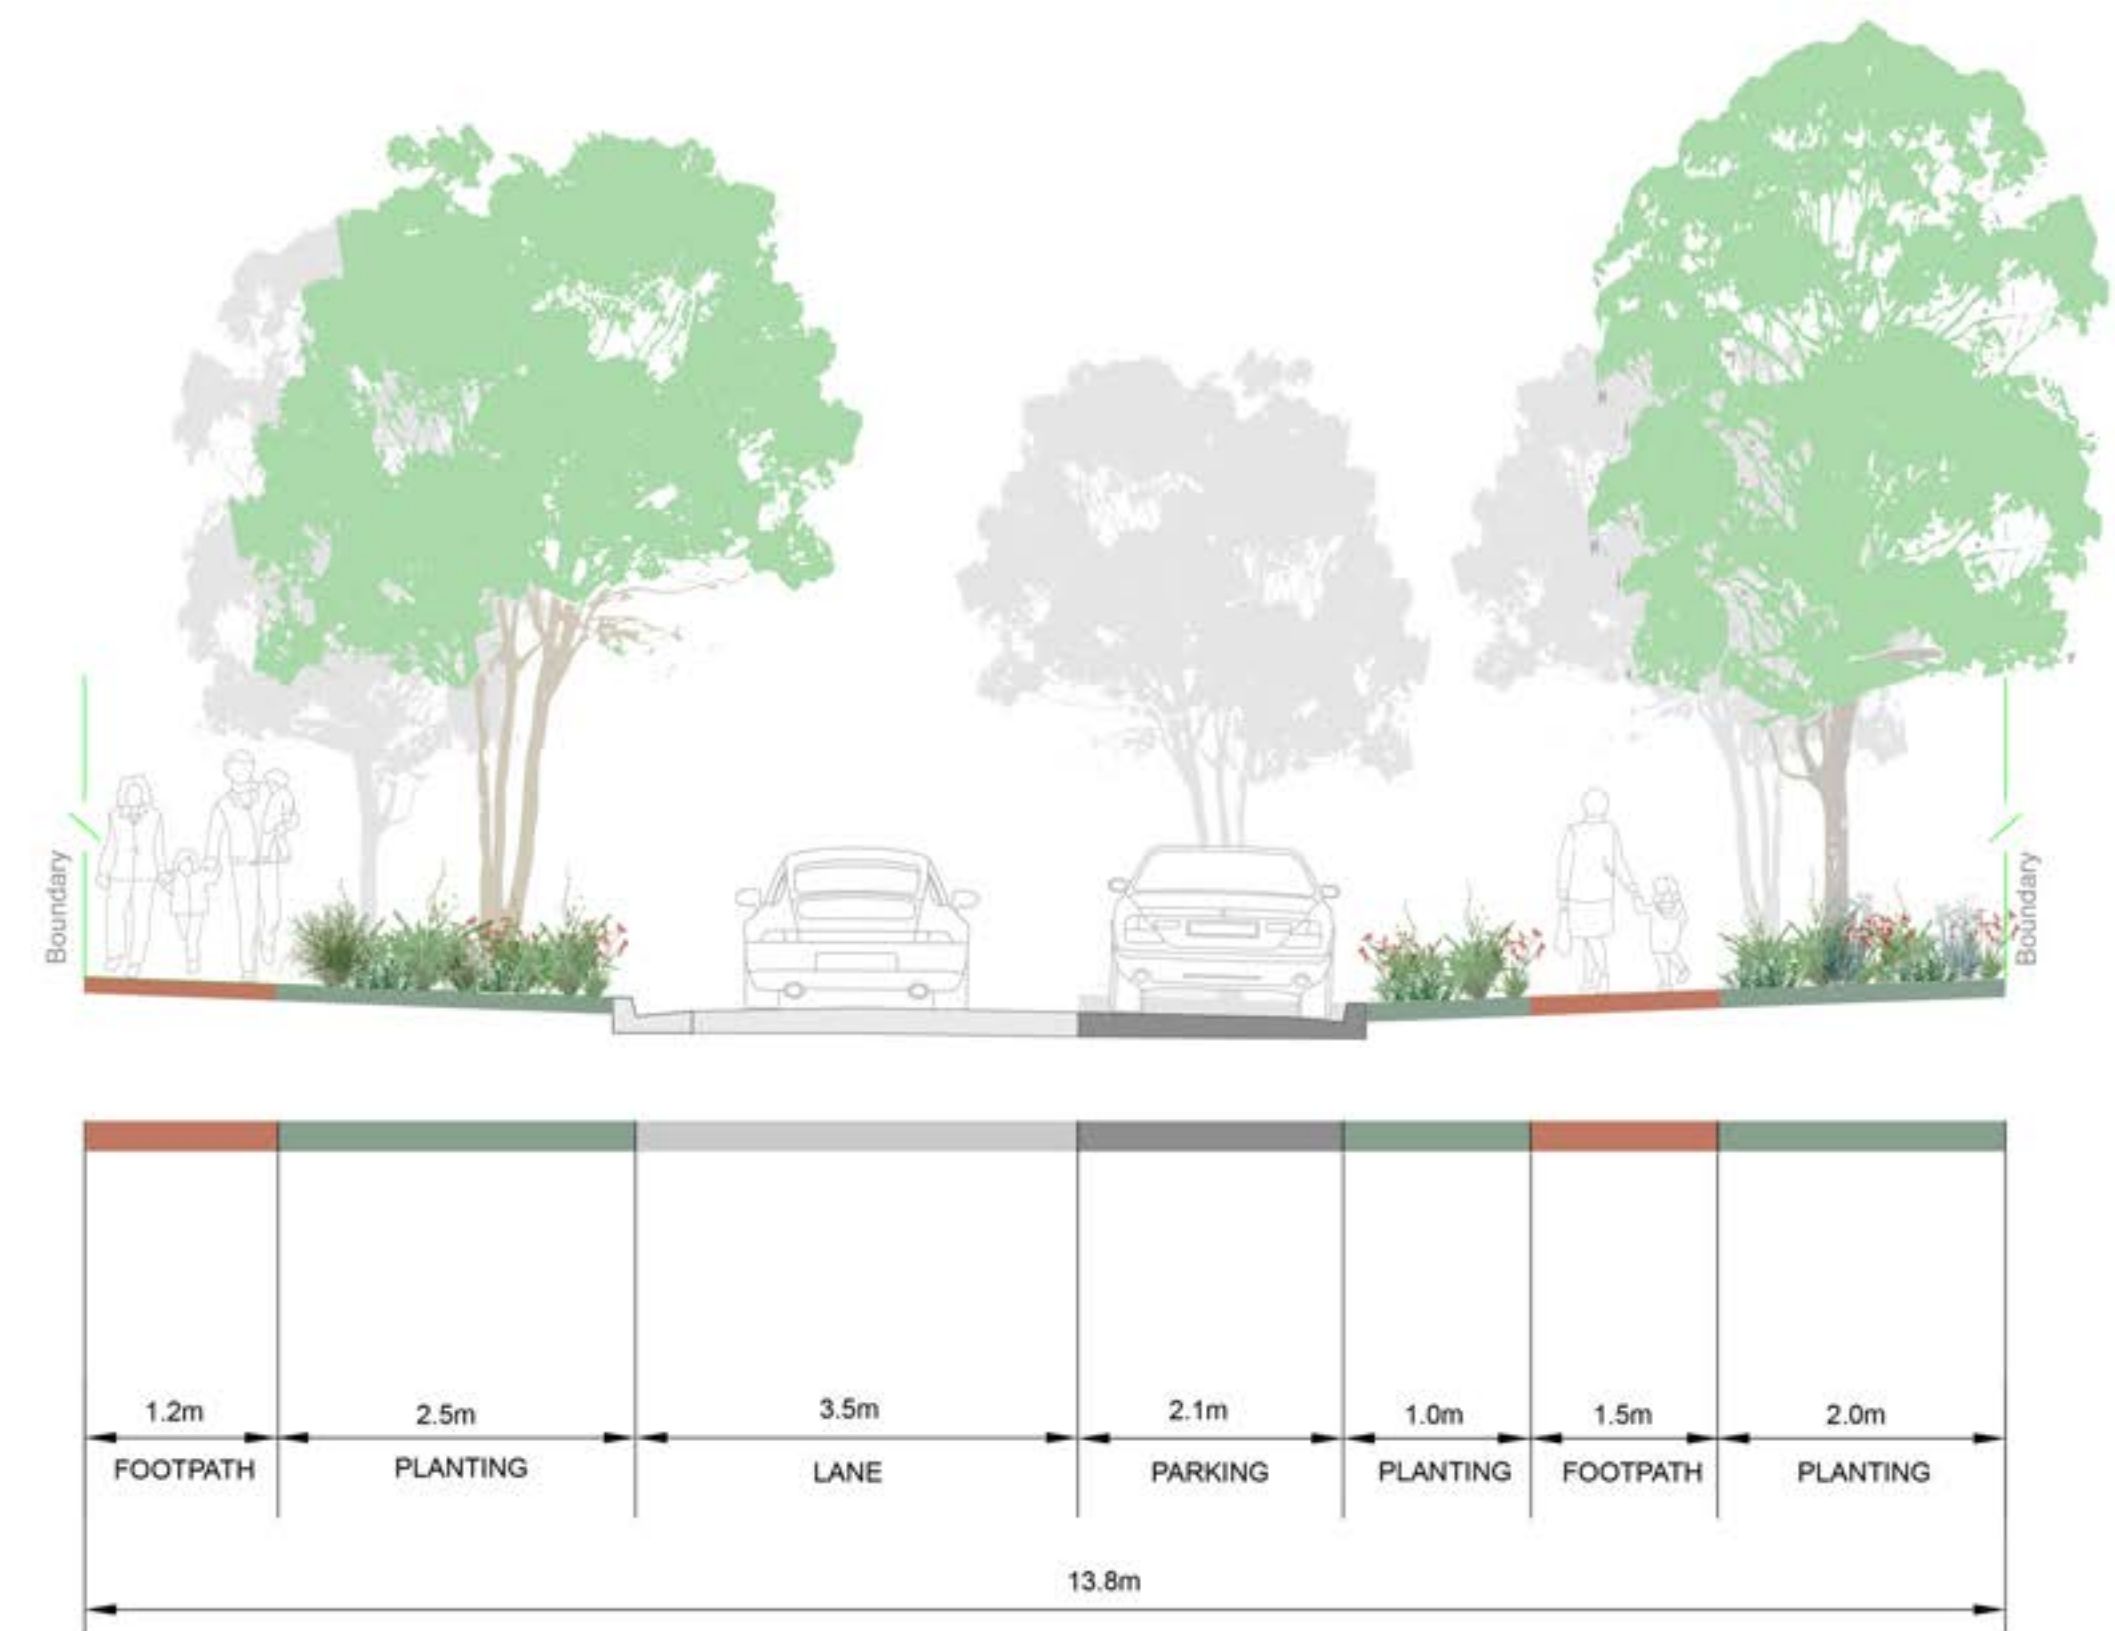 Boundary
Boundary
1.2m
2.5m
3.5m
2.1m
1.0m
1.5m
2.0m
FOOTPATH
PLANTING
LANE
PARKING
PLANTING
FOOTPATH
PLANTING
13.8m